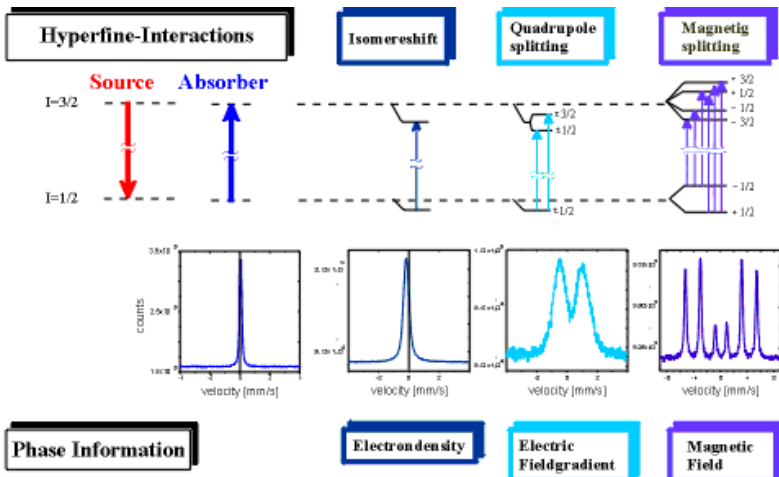 Hyperfine-Interactions
Isomereshift
Quadrupole
splitting
Magnetig
splitting
Source
Absorber
I=3/2
I=1/2
±3/2
±1/2
±1/2
+ 3/2
+ 1/2
- 1/2
- 3/2
- 1/2
+ 1/2
counts
velocity [mm/s]
velocity [mm/s]
velocity [mm/s]
velocity [mm/s]
Phase Information
Electrondensity
Electric
Fieldgradient
Magnetic
Field